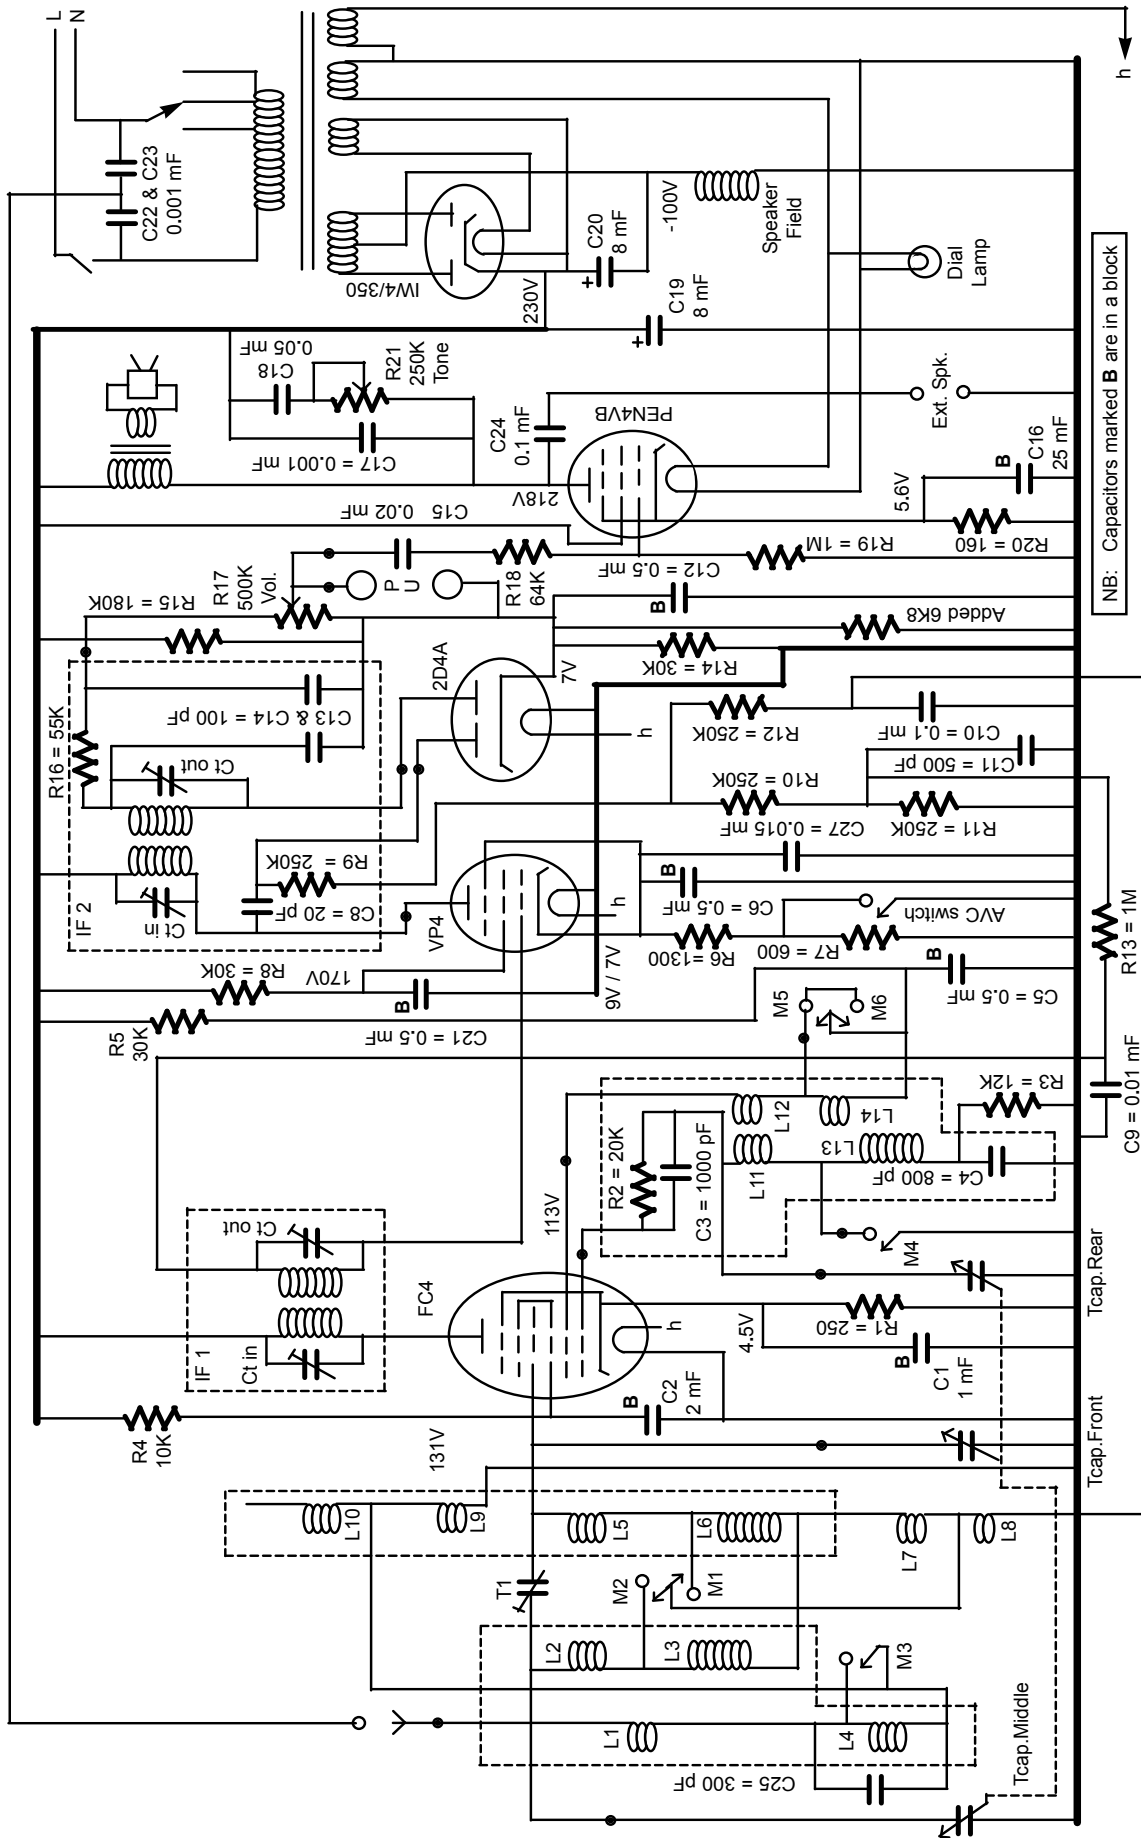 L
N
C22 & C23
0.001 mF
IW4/350
-100V
C20
8 mF
Speaker
Field
230V
C19
8 mF
Dial
Lamp
h
NB: Capacitors marked B are in a block
C18
0.05 mF
R21
250K
Tone
C17 = 0.001 mF
C24
0.1 mF
PEN4VB
Ext. Spk.
218V
5.6V
B
C16
25 mF
R20 = 160
C15 0.02 mF
R19 = 1M
R18
64K
P
U
R17
500K
Vol.
R15 = 180K
C12 = 0.5 mF
B
Added 6K8
R14 = 30K
7V
2D4A
h
R16 = 55K
C13 & C14 = 100 pF
Ct out
Ct in
IF 2
R9 = 250K
C8 = 20 pF
R12 = 250K
C10 = 0.1 mF
C11 = 500 pF
R10 = 250K
R11 = 250K
C27 = 0.015 mF
B
C6 = 0.5 mF
AVC switch
R7 = 600
R6=1300
VP4
h
9V / 7V
R8 = 30K
170V
B
C21 = 0.5 mF
R5
30K
M5
M6
B
C5 = 0.5 mF
R13 = 1M
C9 = 0.01 mF
R3 = 12K
C4 = 800 pF
L12
L14
L13
L11
R2 = 20K
C3 = 1000 pF
113V
M4
Tcap.Rear
IF 1
Ct in
Ct out
FC4
h
4.5V
R1 = 250
B
C1
1 mF
B
C2
2 mF
R4
10K
131V
Tcap.Front
L10
L9
L5
L6
L7
L8
T1
M2
M1
L2
L3
M3
L1
L4
C25 = 300 pF
Tcap.Middle